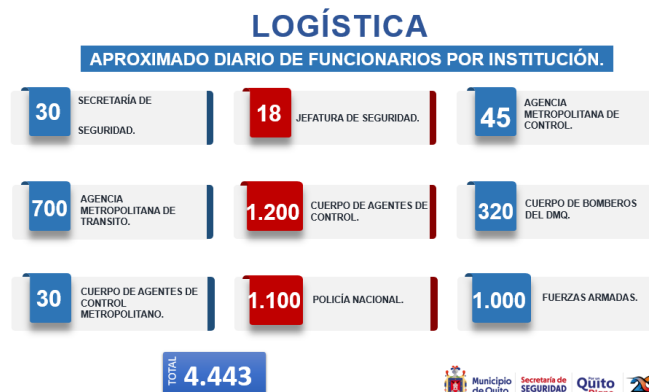 LOGÍSTICA
APROXIMADO DIARIO DE FUNCIONARIOS POR INSTITUCIÓN.
30
SECRETARÍA DE
SEGURIDAD.
18
JEFATURA DE SEGURIDAD.
45
AGENCIA
METROPOLITANA DE
CONTROL.
700
AGENCIA
METROPOLITANA DE
TRANSITO.
1.200
CUERPO DE AGENTES DE
CONTROL.
320
CUERPO DE BOMBEROS
DEL DMQ.
30
CUERPO DE AGENTES DE
CONTROL
METROPOLITANO.
1.100
POLICÍA NACIONAL.
1.000
FUERZAS ARMADAS.
TOTAL
4.443
Municipio
de Quito
Secretaría de
SEGURIDAD
Quito